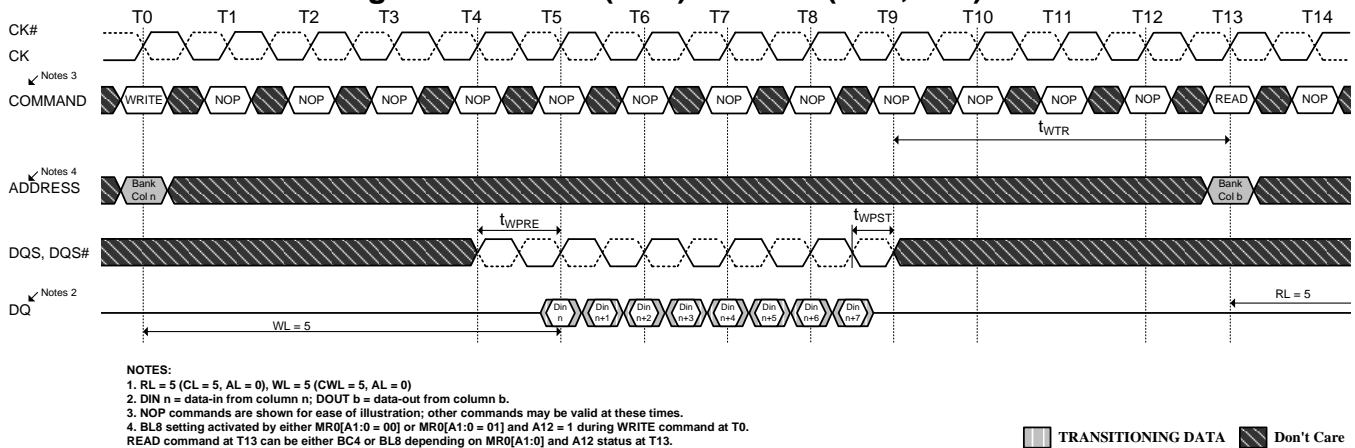 T0 T1 T2 T3 T4 T5 T6 T7 T8 T9 T10 T11 T12 T13 T14
CK#
CK
Notes 3
COMMAND WRITE NOP NOP NOP NOP NOP NOP NOP NOP NOP NOP NOP NOP READ NOP
tWTR
Notes 4
ADDRESS
Bank Bank
Col n Col b
tWPRE tWPST
DQS, DQS#
Notes 2
DQ
Din Din Din Din Din Din Din Din
n n+1 n+2 n+3 n+4 n+5 n+6 n+7
RL = 5
WL = 5
NOTES:
1. RL = 5 (CL = 5, AL = 0), WL = 5 (CWL = 5, AL = 0)
2. DIN n = data-in from column n; DOUT b = data-out from column b.
3. NOP commands are shown for ease of illustration; other commands may be valid at these times.
4. BL8 setting activated by either MR0[A1:0 = 00] or MR0[A1:0 = 01] and A12 = 1 during WRITE command at T0.
READ command at T13 can be either BC4 or BL8 depending on MR0[A1:0] and A12 status at T13.
TRANSITIONING DATA Don't Care